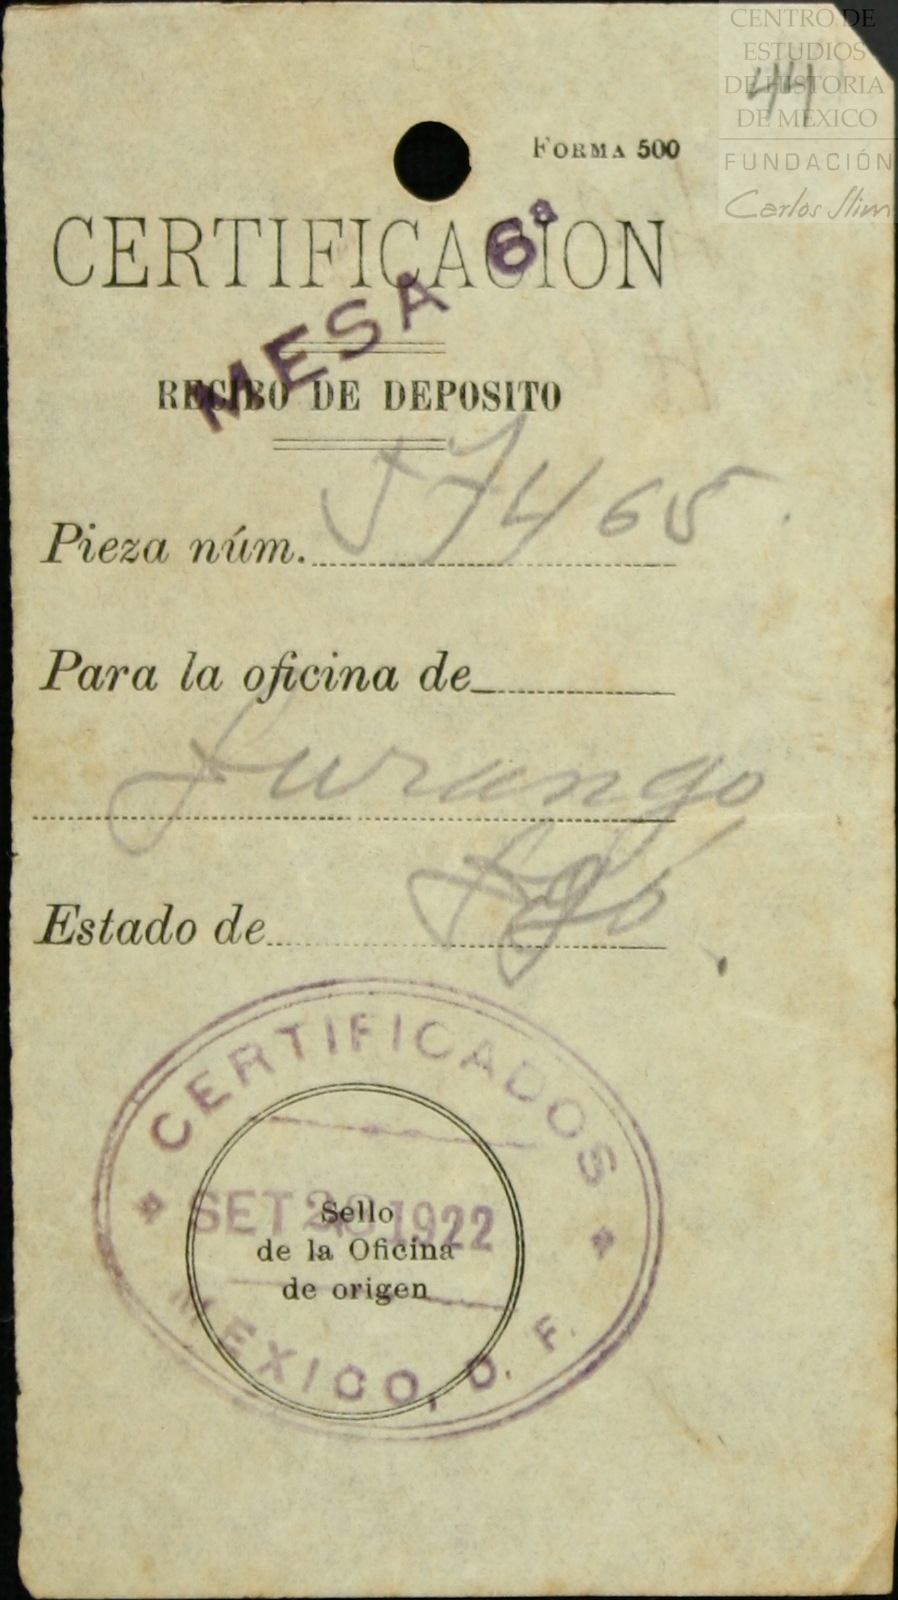 CENTRO DE
ESTUDIOS
DE HISTORIA
DE MEXICO
FUNDACIÓN
Carlos Slim
44
FORMA 500
CERTIFICACION
MESA 6ª
RECIBO DE DEPOSITO
Pieza núm. 57465.
Para la oficina de
Durango
Estado de Dgo.
CERTIFICADOS
SET 1922
Sello
de la Oficina
de origen
MEXICO, D. F.